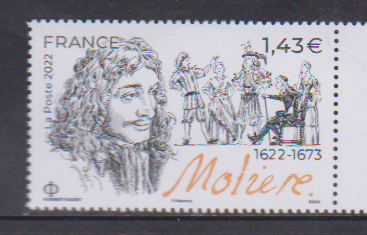 FRANCE
1,43€
La Poste 2022
1622-1673
Molière.